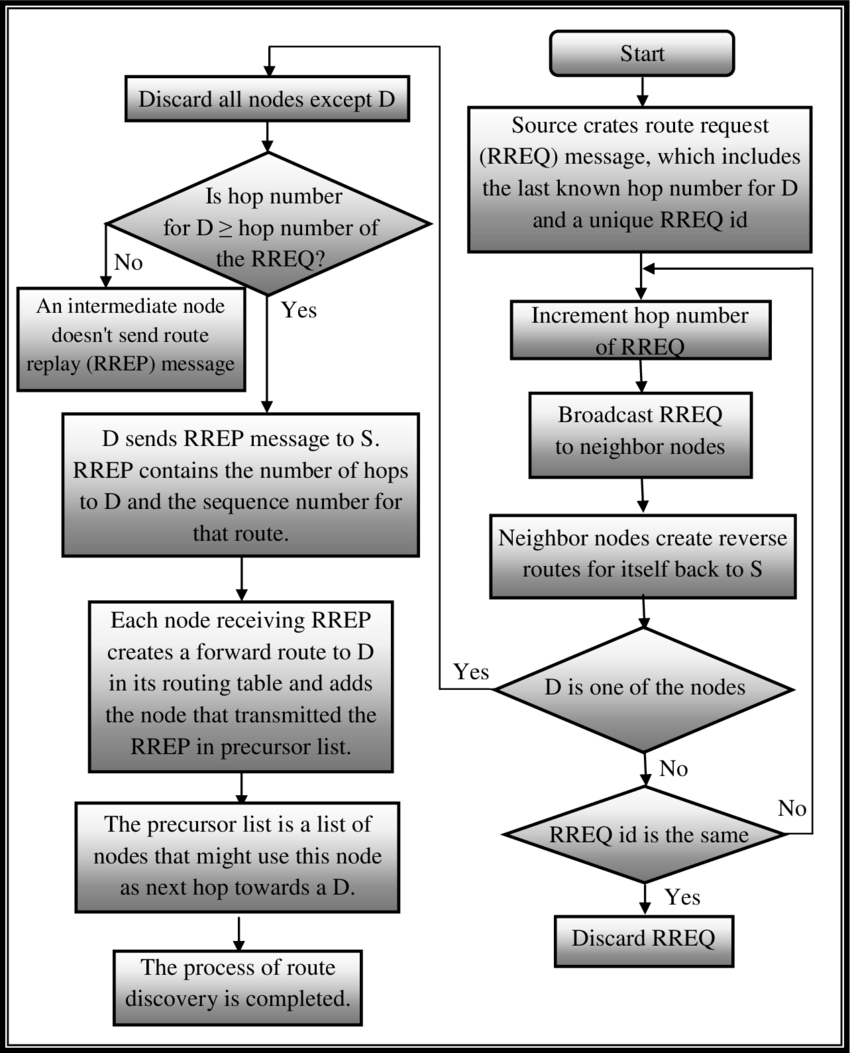 Start
Source crates route request
(RREQ) message, which includes
the last known hop number for D
and a unique RREQ id
Increment hop number
of RREQ
Broadcast RREQ
to neighbor nodes
Neighbor nodes create reverse
routes for itself back to S
D is one of the nodes
Yes
No
RREQ id is the same
No
Yes
Discard RREQ
Discard all nodes except D
Is hop number
for D ≥ hop number of
the RREQ?
No
Yes
An intermediate node
doesn't send route
replay (RREP) message
D sends RREP message to S.
RREP contains the number of hops
to D and the sequence number for
that route.
Each node receiving RREP
creates a forward route to D
in its routing table and adds
the node that transmitted the
RREP in precursor list.
The precursor list is a list of
nodes that might use this node
as next hop towards a D.
The process of route
discovery is completed.